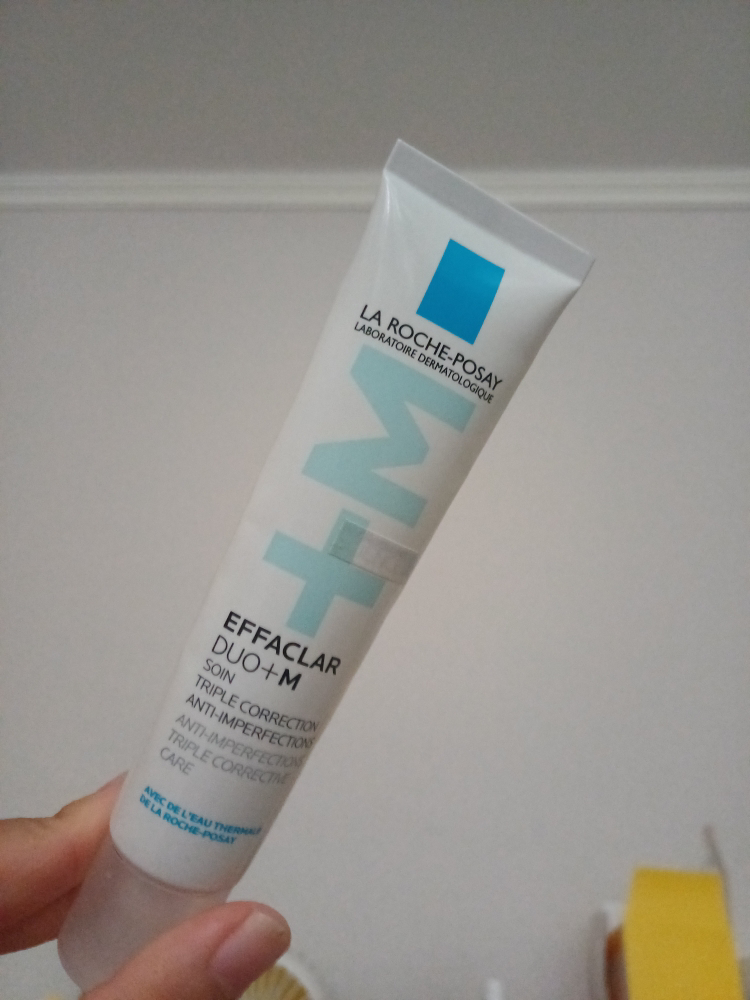 LA ROCHE-POSAY
LABORATOIRE DERMATOLOGIQUE
+M
EFFACLAR
DUO+M
SOIN
TRIPLE CORRECTION
ANTI-IMPERFECTIONS
ANTI-IMPERFECTIONS
TRIPLE CORRECTIVE
CARE
AVEC DE L'EAU THERMALE
DE LA ROCHE-POSAY